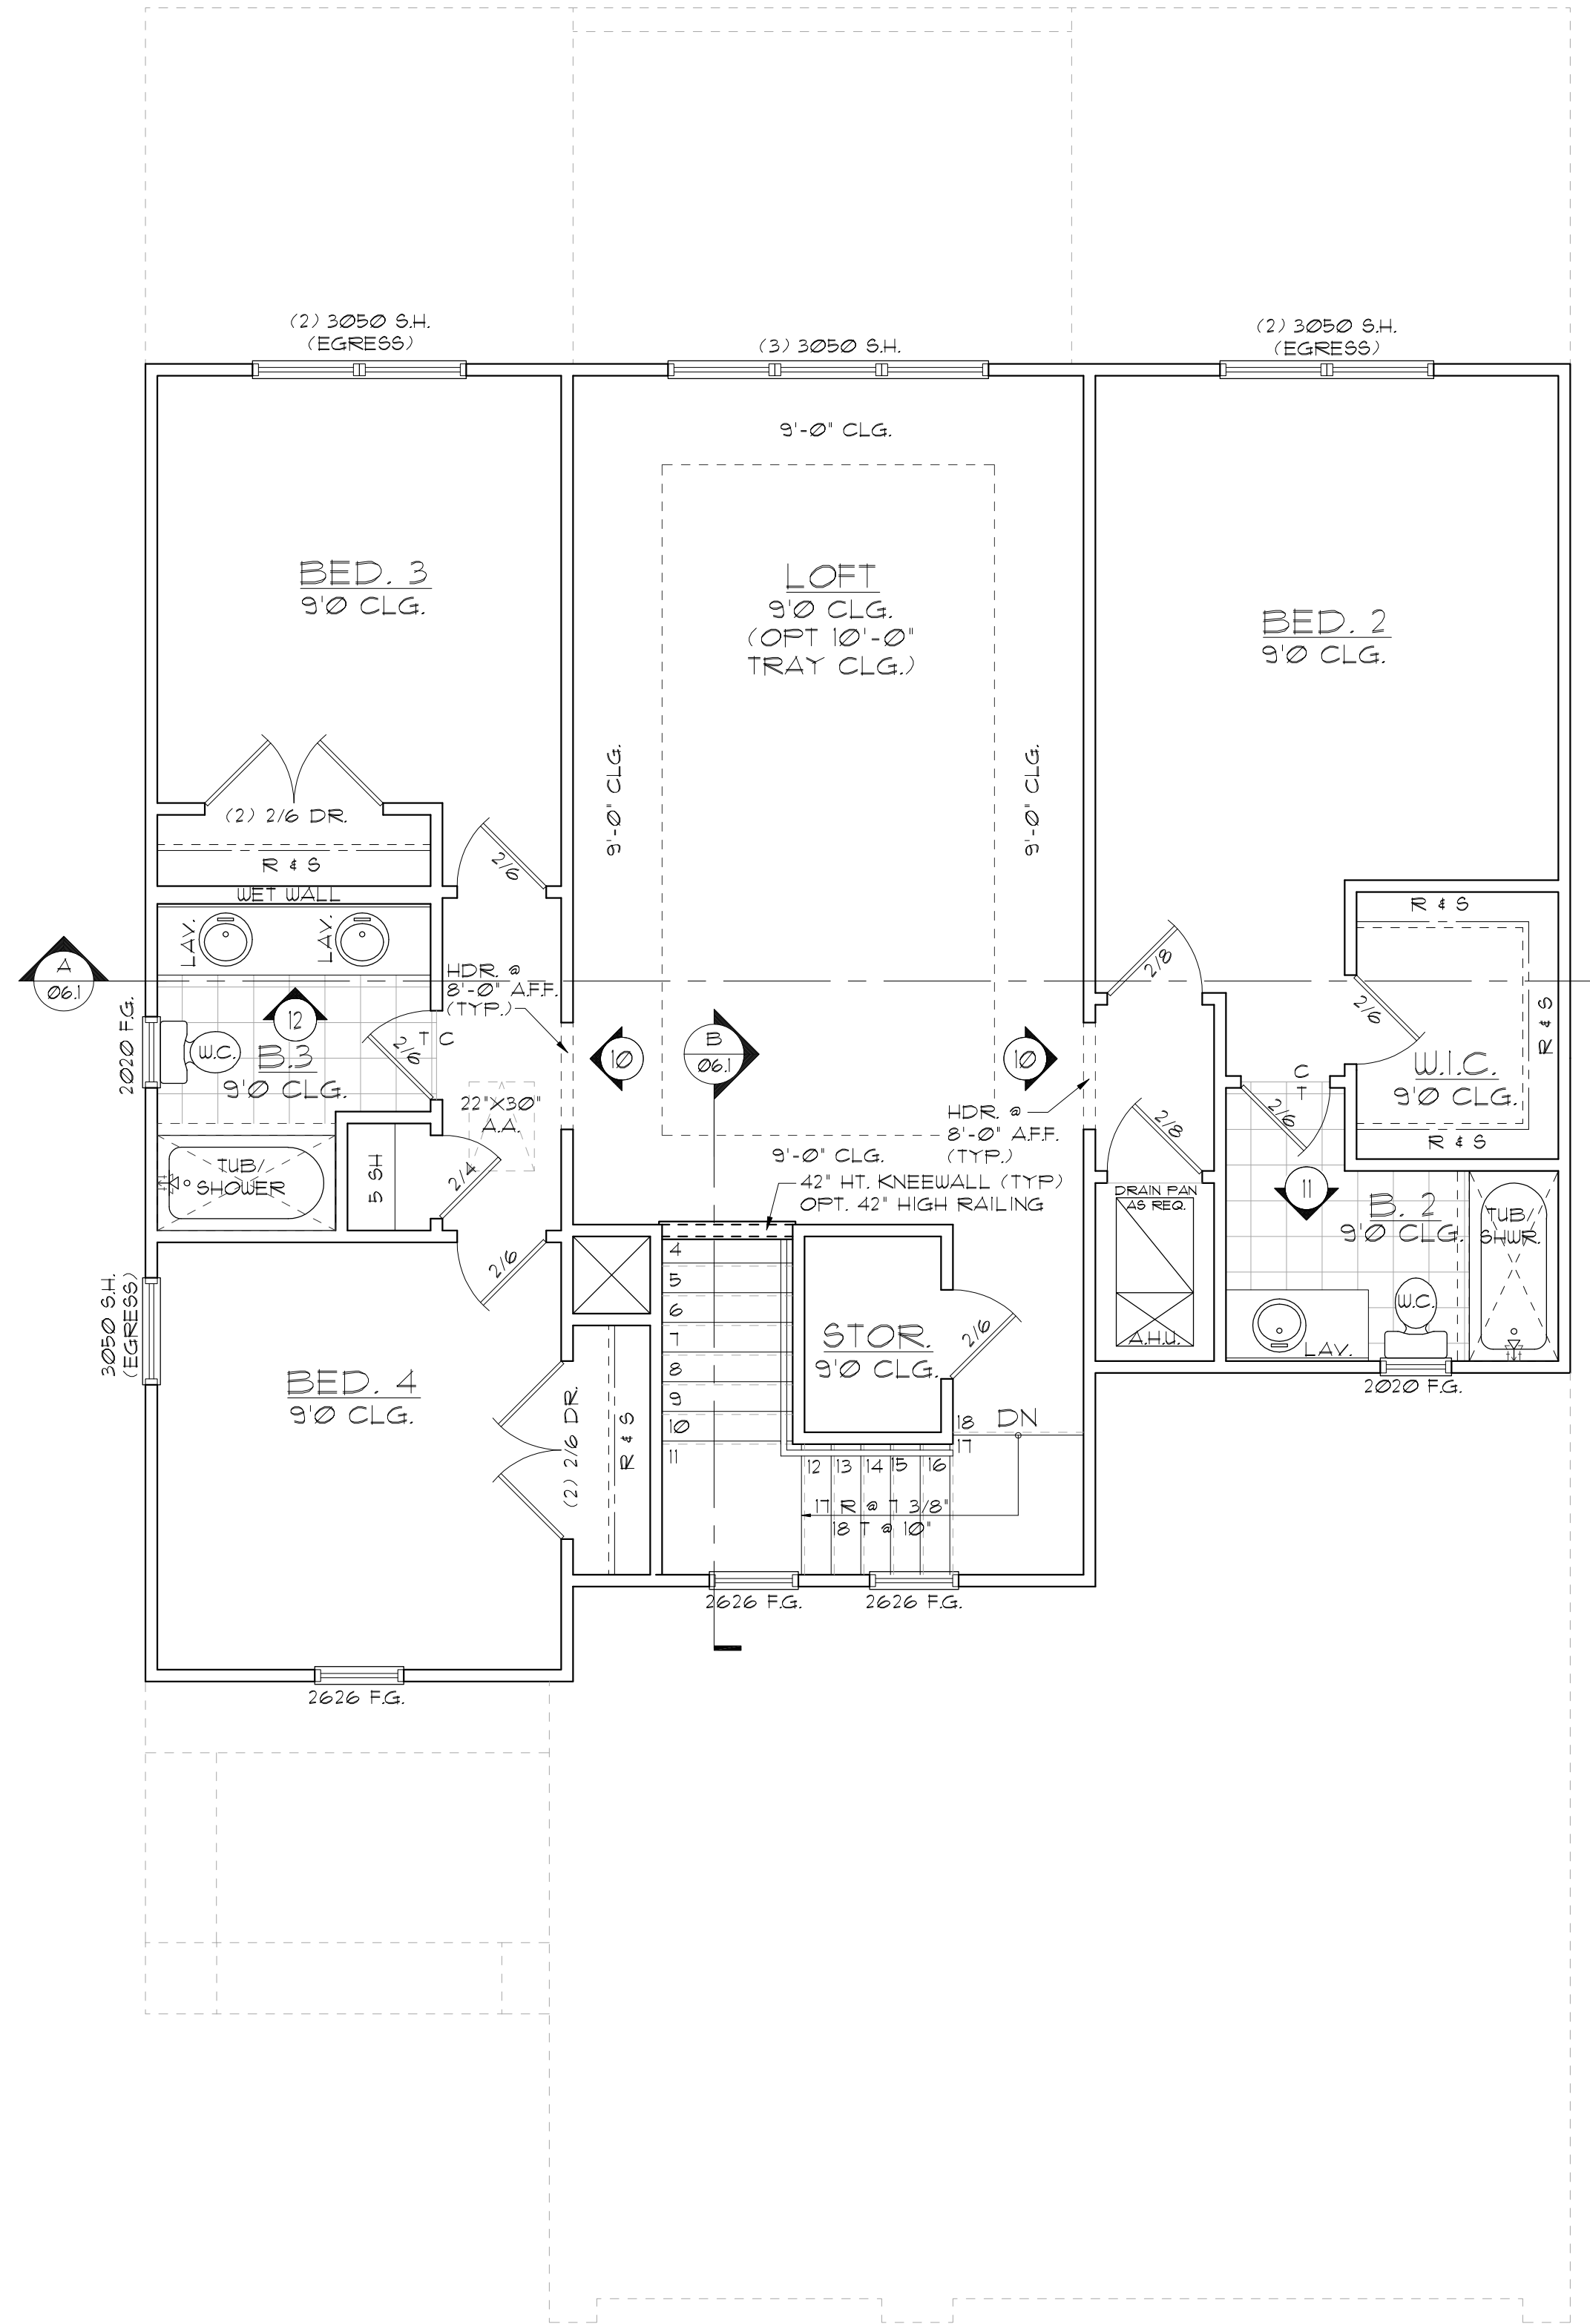 (2) 3050 S.H.
(EGRESS)
(3) 3050 S.H.
(2) 3050 S.H.
(EGRESS)
9'-0" CLG.
BED. 3
9'0 CLG.
LOFT
9'0 CLG.
(OPT 10'-0"
TRAY CLG.)
BED. 2
9'0 CLG.
9'-0" CLG.
9'-0" CLG.
(2) 2/6 DR.
R & S
2/6
WET WALL
LAV.
LAV.
R & S
A
06.1
HDR. @
8'-0" A.F.F.
(TYP.)
2/8
2/6
R & S
2020 F.G.
12
W.C.
B.3
9'0 CLG.
2/6
T C
10
B
06.1
10
C
T
W.I.C.
9'0 CLG.
22"X30"
A.A.
HDR. @
8'-0" A.F.F.
(TYP.)
2/8
2/6
R & S
9'-0" CLG.
42" HT. KNEEWALL (TYP)
OPT. 42" HIGH RAILING
TUB/
SHOWER
5 SH
2/4
DRAIN PAN
AS REQ.
11
B. 2
9'0 CLG.
TUB/
SHWR.
2/6
3050 S.H.
(EGRESS)
4
5
6
7
8
9
10
11
STOR.
9'0 CLG.
2/6
A.H.U.
W.C.
LAV.
2020 F.G.
BED. 4
9'0 CLG.
(2) 2/6 DR.
R & S
18
DN
17
12
13
14
15
16
17 R @ 7 3/8"
18 T @ 10"
2626 F.G.
2626 F.G.
2626 F.G.